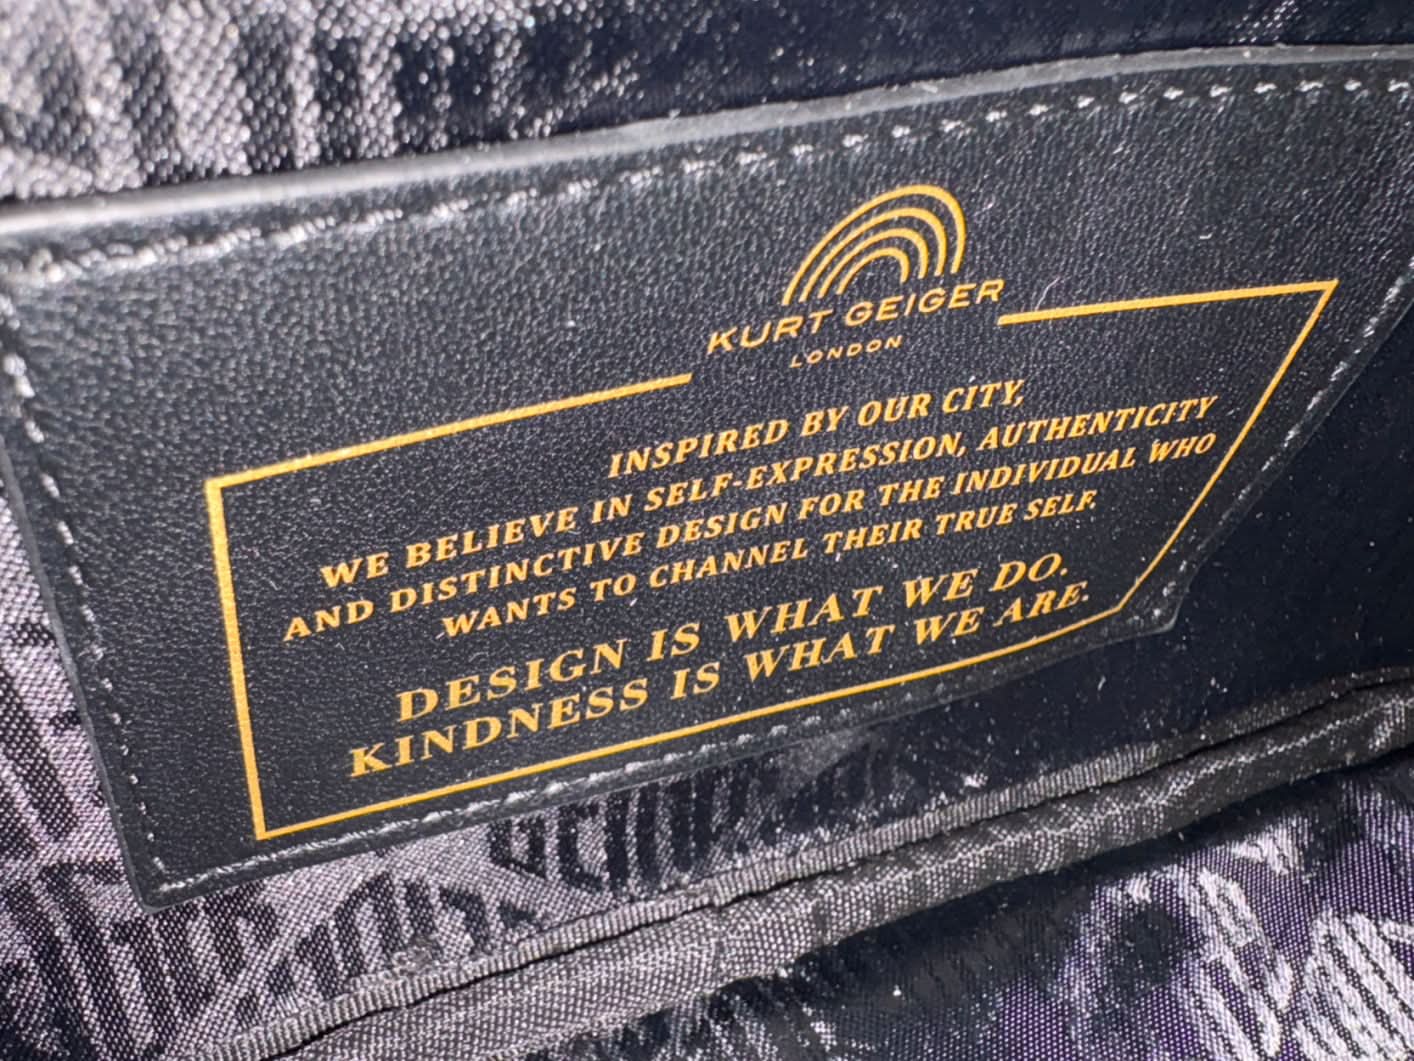 KURT GEIGER
LONDON
INSPIRED BY OUR CITY,
WE BELIEVE IN SELF-EXPRESSION, AUTHENTICITY
AND DISTINCTIVE DESIGN FOR THE INDIVIDUAL WHO
WANTS TO CHANNEL THEIR TRUE SELF.
DESIGN IS WHAT WE DO.
KINDNESS IS WHAT WE ARE.